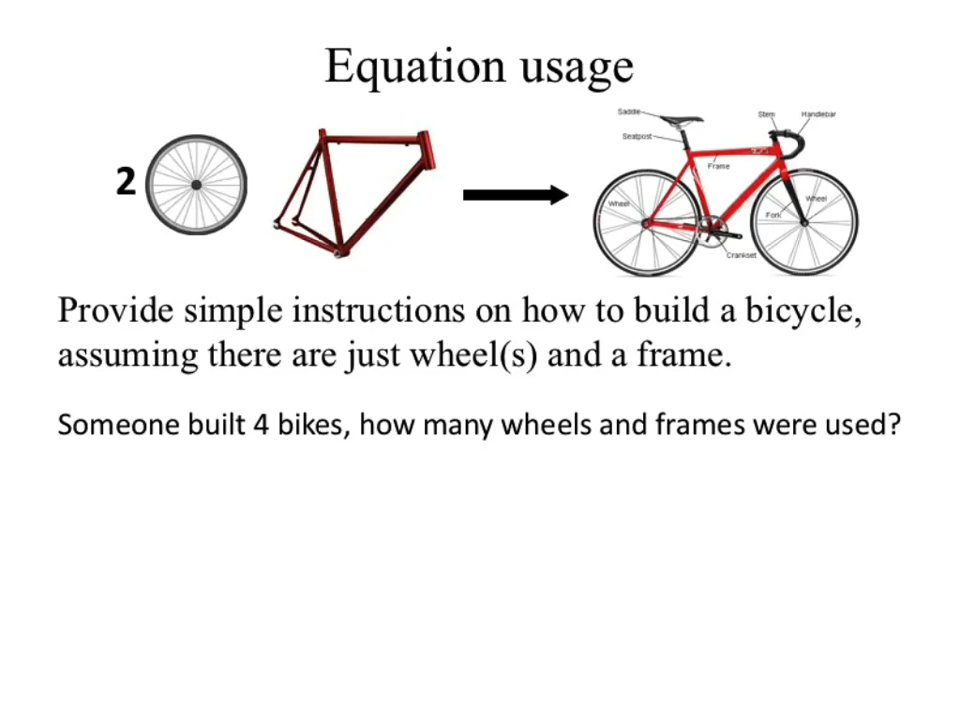 Equation usage
Saddle
Stem
Handlebar
Seatpost
2
Frame
Wheel
Wheel
Fork
Crankset
Provide simple instructions on how to build a bicycle,
assuming there are just wheel(s) and a frame.
Someone built 4 bikes, how many wheels and frames were used?